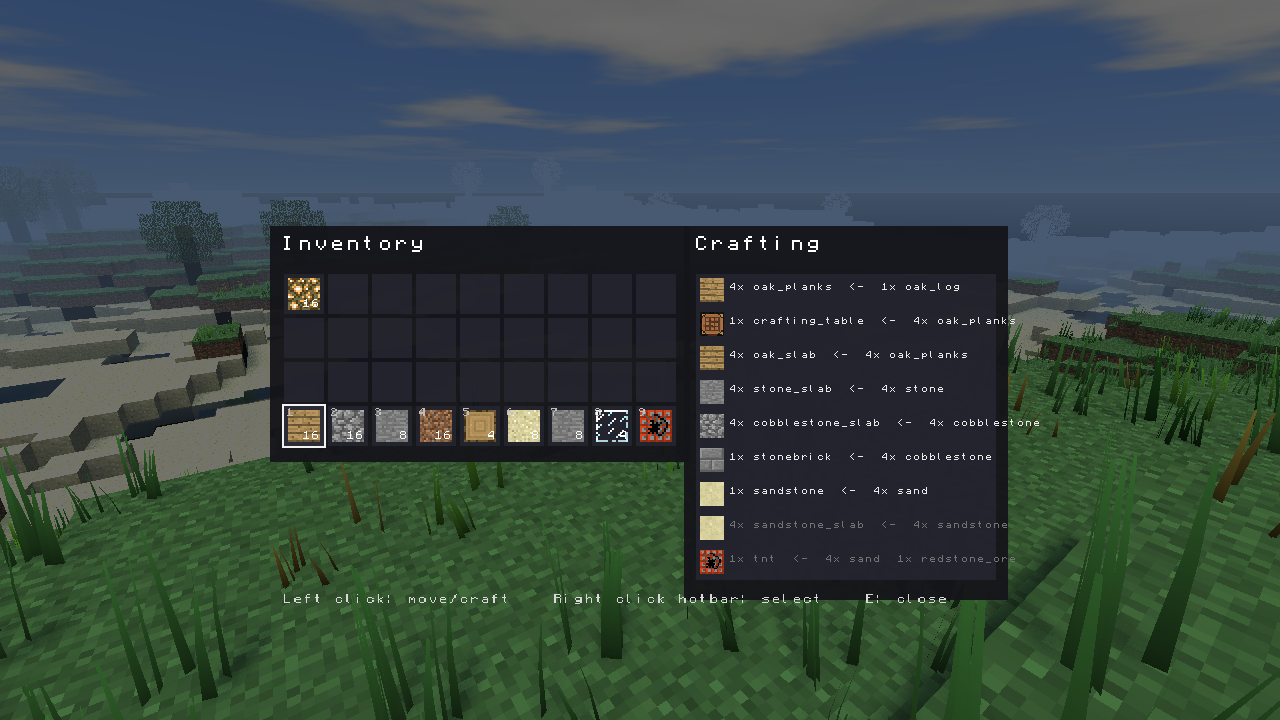 Inventory
16
1 2 3 4 5 6 7 8 9
16 16 8 16 4 8 8 4
Crafting
4x oak_planks <- 1x oak_log
1x crafting_table <- 4x oak_planks
4x oak_slab <- 4x oak_planks
4x stone_slab <- 4x stone
4x cobblestone_slab <- 4x cobblestone
1x stonebrick <- 4x cobblestone
1x sandstone <- 4x sand
4x sandstone_slab <- 4x sandstone
1x tnt <- 4x sand 1x redstone_ore
Left click: move/craft Right click hotbar: select E: close